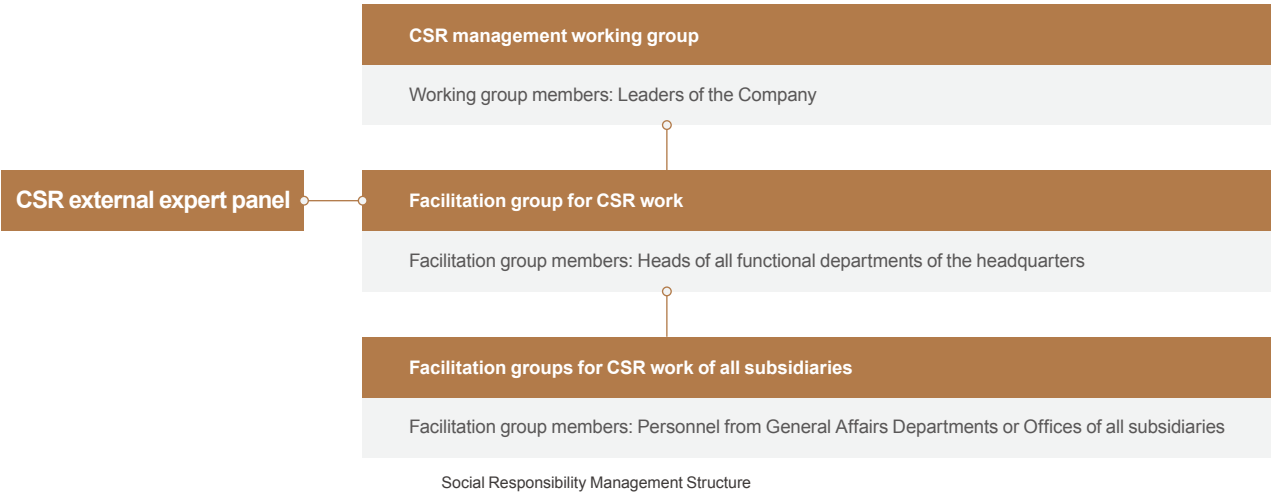 CSR management working group
Working group members: Leaders of the Company
CSR external expert panel
Facilitation group for CSR work
Facilitation group members: Heads of all functional departments of the headquarters
Facilitation groups for CSR work of all subsidiaries
Facilitation group members: Personnel from General Affairs Departments or Offices of all subsidiaries
Social Responsibility Management Structure